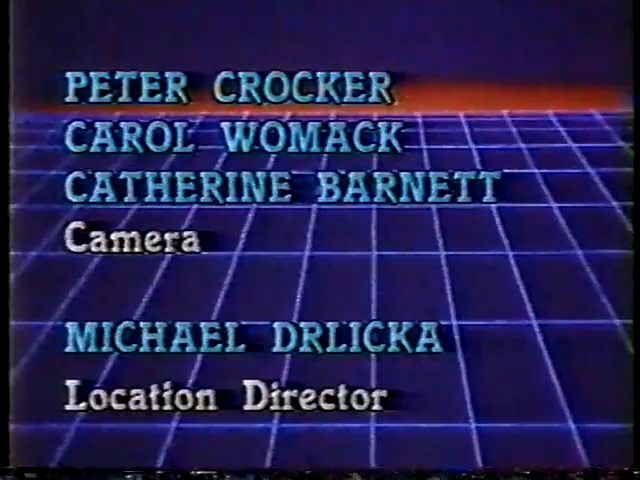 PETER CROCKER
CAROL WOMACK
CATHERINE BARNETT
Camera
MICHAEL DRLICKA
Location Director